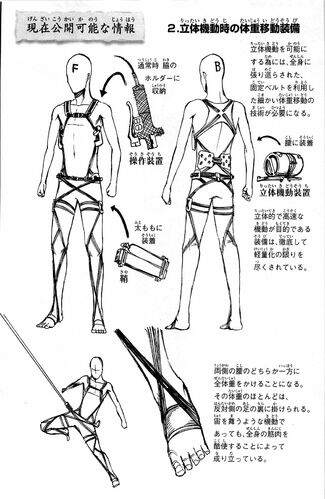 現在公開可能な情報
2.立体機動時の体重移動装備
立体機動を可能に
する為には、全身に
張り巡らされた、
固定ベルトを利用し
た細かい体重移動の
技術が必要になる。
F
通常時 脇の
ホルダーに
収納
操作装置
B
腰に装着
立体機動装置
太ももに
装着
鞘
立体的で高速な
機動が目的である
装備は、徹底して
軽量化の限りを
尽くされている。
両側の腰のどちらか一方に
全体重をかけることになる。
その体重のほとんどは、
反対側の足の裏に掛けられる。
宙を舞うような機動で
あっても、全身の筋肉を
酷使することによって
成り立っている。